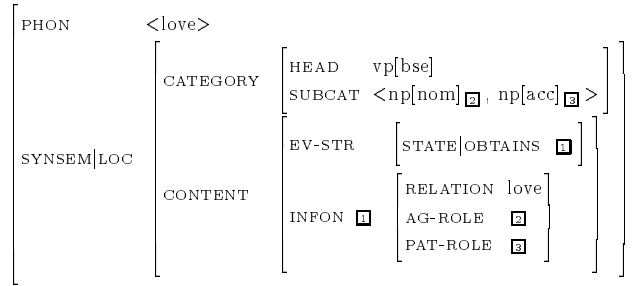 PHON <love>
HEAD vp[bse]
CATEGORY
SUBCAT <np[nom] 2 , np[acc] 3 >
EV-STR [STATE|OBTAINS 1]
SYNSEM|LOC
CONTENT
RELATION love
INFON 1 AG-ROLE 2
PAT-ROLE 3